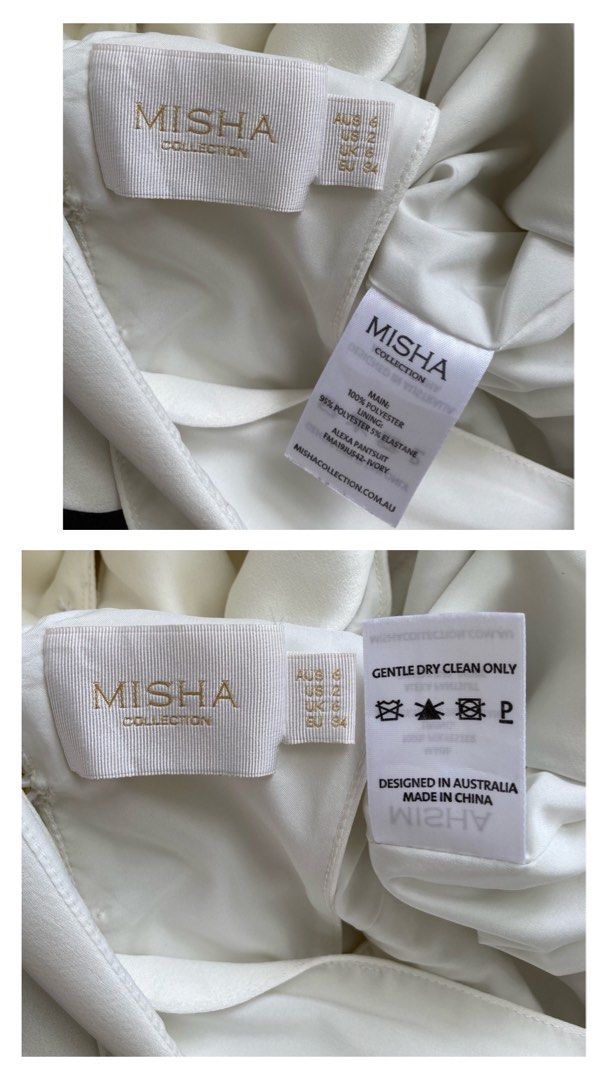 MISHA
COLLECTION
AUS 6
US 2
UK 6
EU 34
MISHA
COLLECTION
MAIN:
100% POLYESTER
LINING:
95% POLYESTER 5% ELASTANE
ALEXA PANTSUIT
FMA19JUS42- IVORY
MISHACOLLECTION.COM.AU
MISHA
COLLECTION
AUS 6
US 2
UK 6
EU 34
GENTLE DRY CLEAN ONLY
P
DESIGNED IN AUSTRALIA
MADE IN CHINA